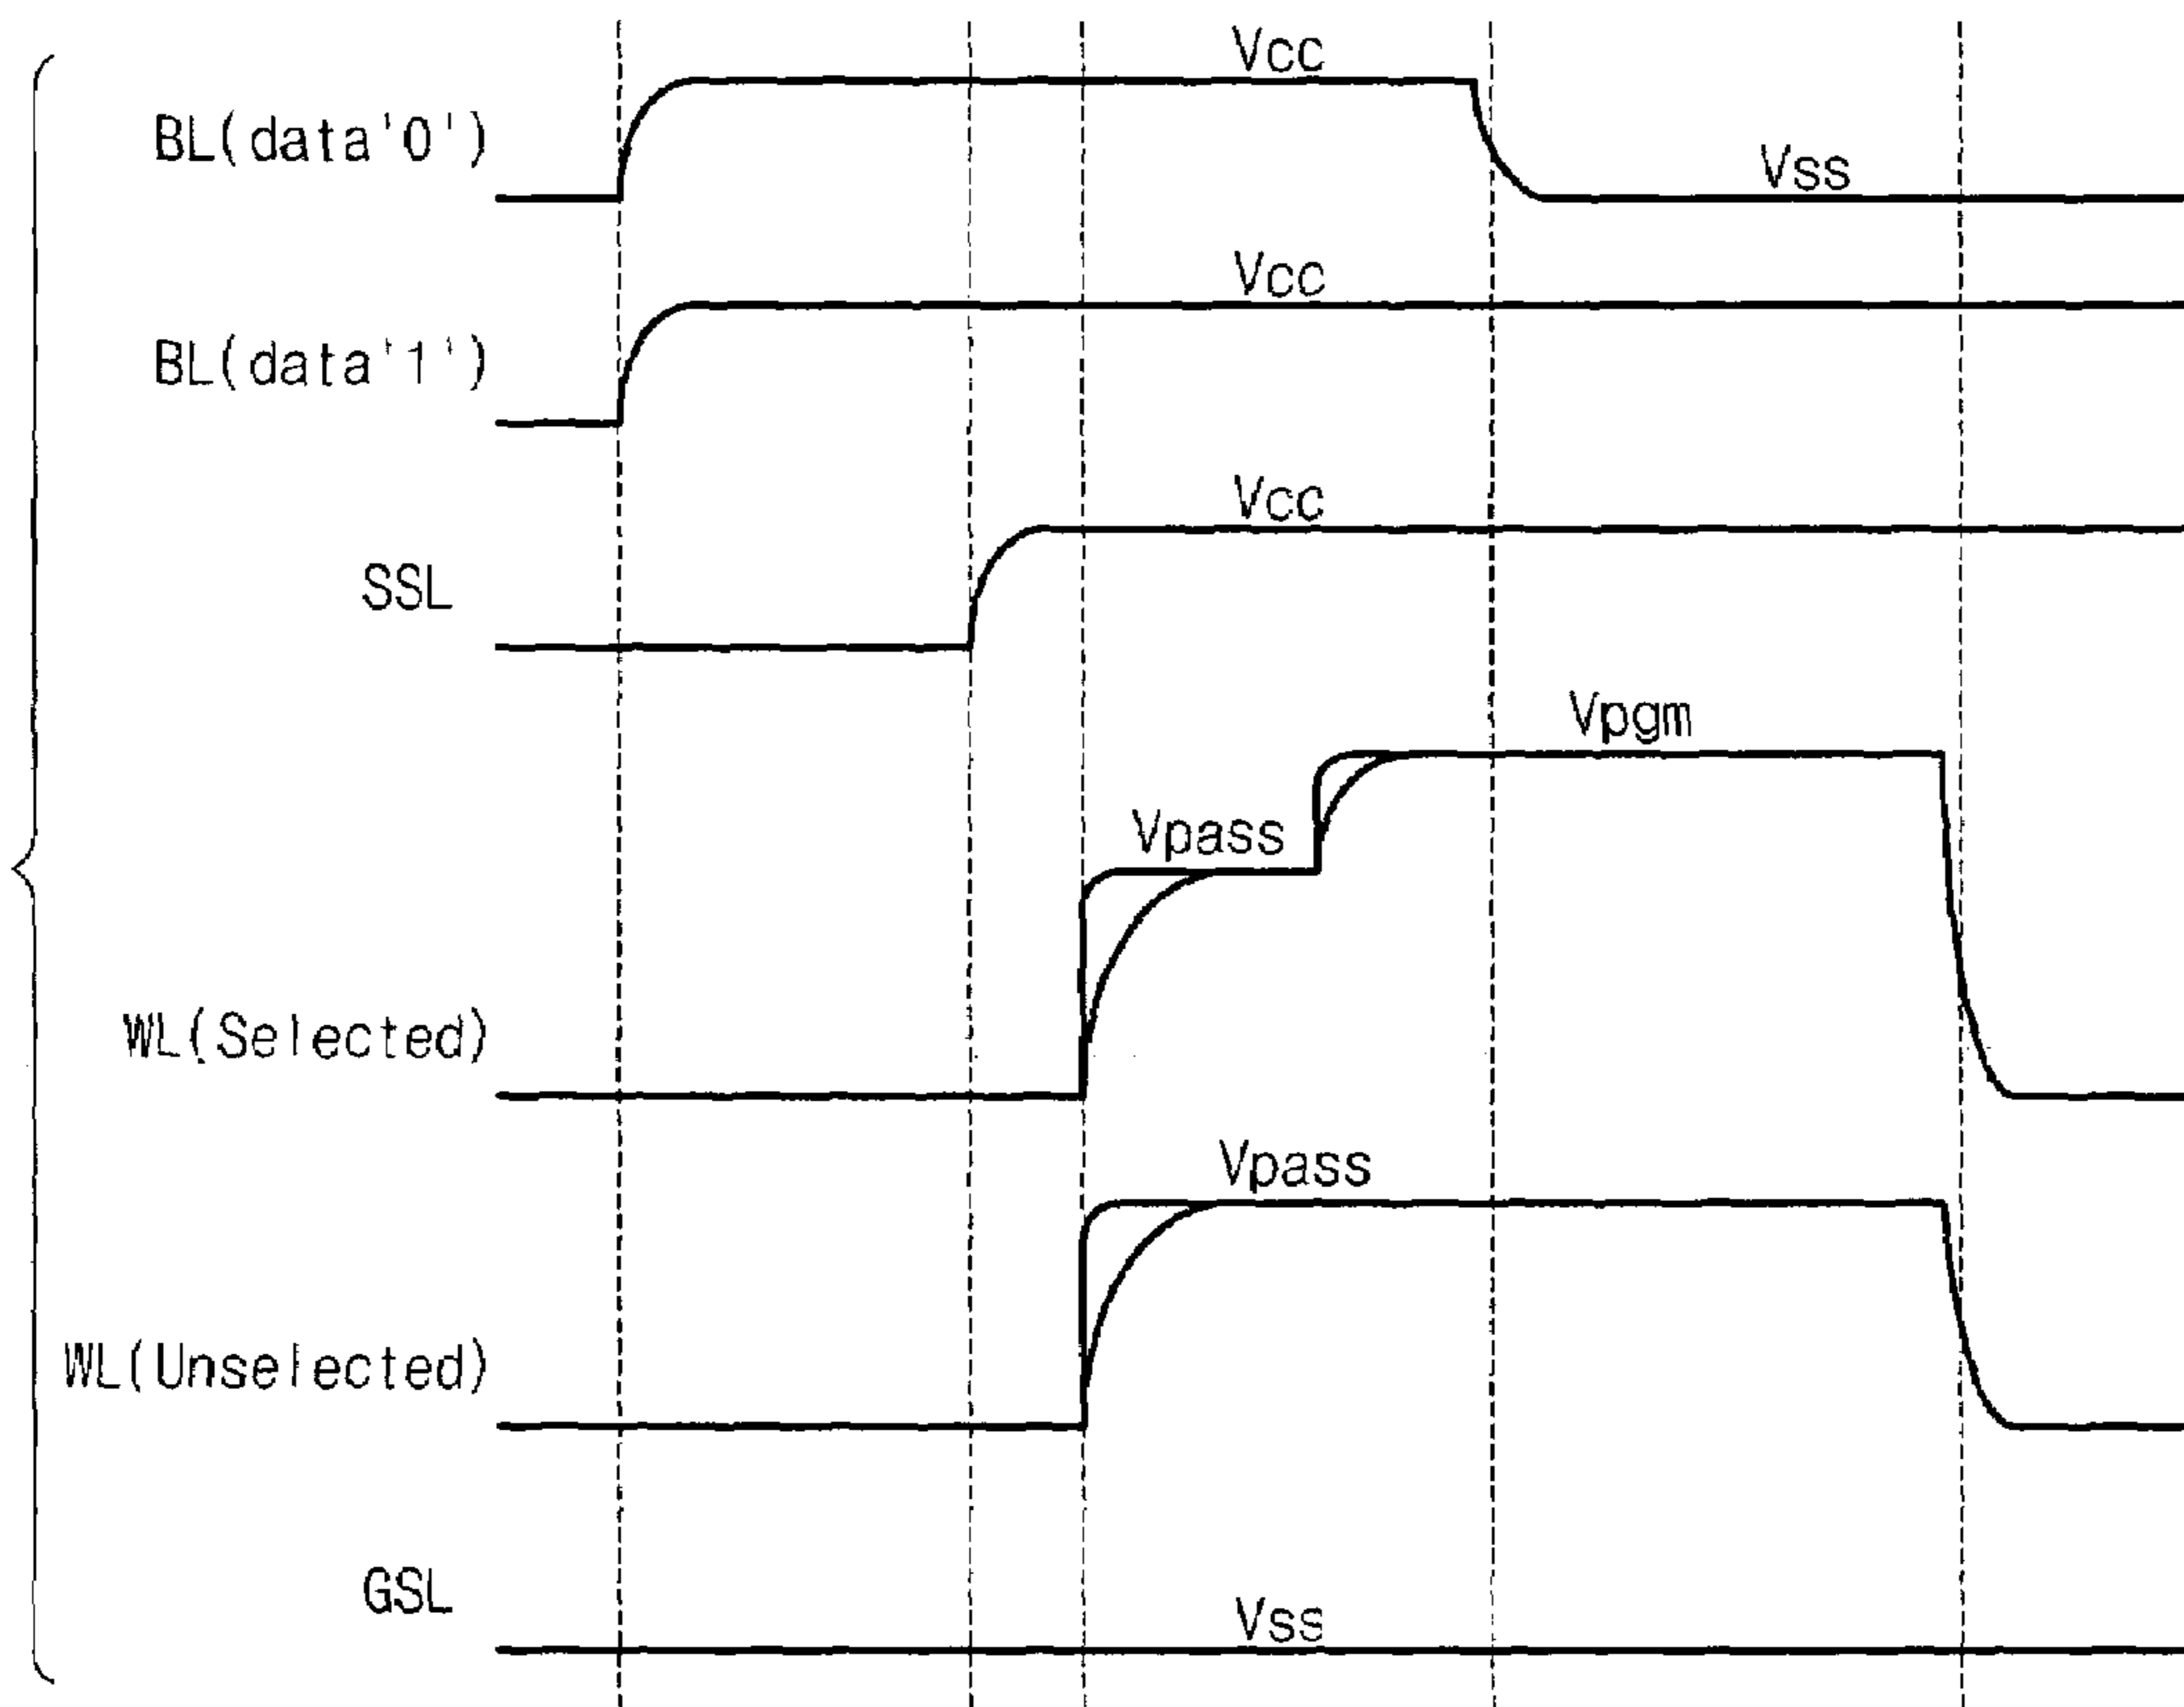 Vcc
BL(data'0')
Vss
Vcc
BL(data'1')
Vcc
SSL
Vpgm
Vpass
WL(Selected)
Vpass
WL(Unselected)
GSL
Vss